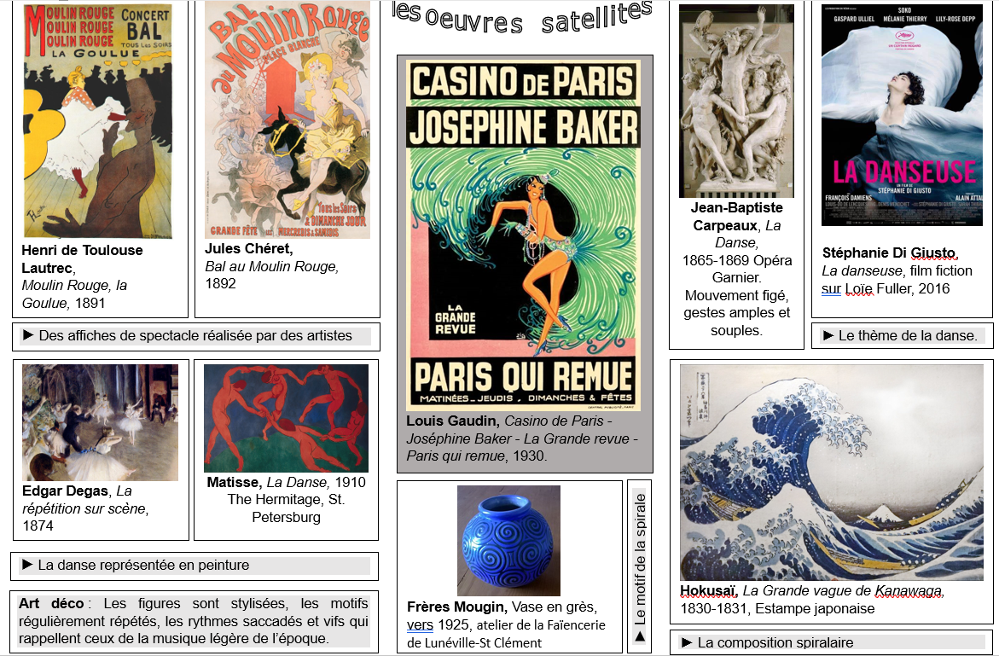 les oeuvres satellites
MOULIN ROUGE
MOULIN ROUGE
MOULIN ROUGE
CONCERT
BAL
TOUS LES SOIRS
LA GOULUE
Henri de Toulouse
Lautrec,
Moulin Rouge, la
Goulue, 1891
BAL
au MOULIN ROUGE
PLACE BLANCHE
Tous les Soirs
& DIMANCHE JOUR
GRANDE FÊTE LES MERCREDIS & SAMEDIS
Jules Chéret,
Bal au Moulin Rouge,
1892
► Des affiches de spectacle réalisée par des artistes
Edgar Degas, La
répétition sur scène,
1874
Matisse, La Danse, 1910
The Hermitage, St.
Petersburg
► La danse représentée en peinture
Art déco : Les figures sont stylisées, les motifs
régulièrement répétés, les rythmes saccadés et vifs qui
rappellent ceux de la musique légère de l’époque.
CASINO DE PARIS
JOSEPHINE BAKER
LA
GRANDE
REVUE
PARIS QUI REMUE
MATINÉES_JEUDIS . DIMANCHES & FÊTES
CENTRAL PUBLICITÉ_PARIS
Louis Gaudin, Casino de Paris -
Joséphine Baker - La Grande revue -
Paris qui remue, 1930.
Frères Mougin, Vase en grès,
vers 1925, atelier de la Faïencerie
de Lunéville-St Clément
► Le motif de la spirale
Jean-Baptiste
Carpeaux, La
Danse,
1865-1869 Opéra
Garnier.
Mouvement figé,
gestes amples et
souples.
SOKO
GASPARD ULLIEL MÉLANIE THIERRY LILY-ROSE DEPP
UN CERTAIN REGARD
LA DANSEUSE
UN FILM DE
STÉPHANIE DI GIUSTO
FRANÇOIS DAMIENS
Stéphanie Di Giusto,
La danseuse, film fiction
sur Loïe Fuller, 2016
► Le thème de la danse.
Hokusaï, La Grande vague de Kanawaga,
1830-1831, Estampe japonaise
► La composition spiralaire